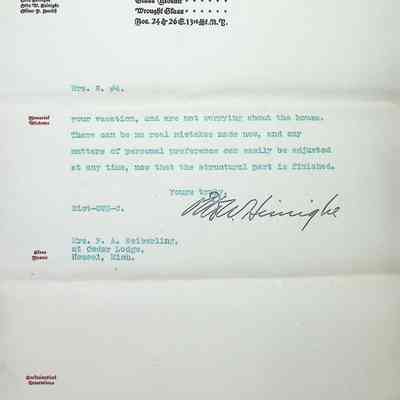 Glass Mosaic
Wrought Glass
Nos. 24 & 26 E. 13th St. N.Y.
Mrs. S. #4.
your vacation, and are not worrying about the house.
There can be no real mistakes made now, and any
matters of personal preference can easily be adjusted
at any time, now that the structural part is finished.
Yours truly,
Memorial
Windows
Mrs. F. A. Seiberling,
at Cedar Lodge,
Hessel, Mich.
Glass
Mosaic
Ecclesiastical
Decorations